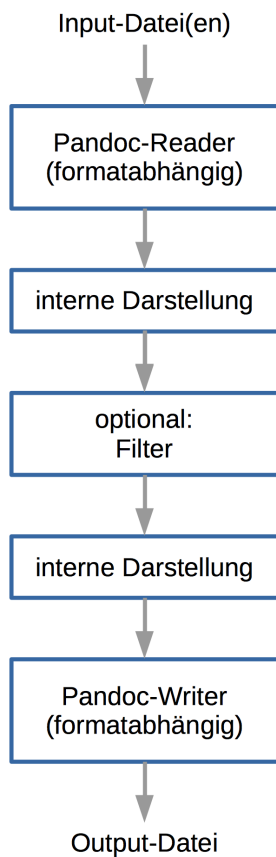 Input-Datei(en)
Pandoc-Reader
(formatabhängig)
interne Darstellung
optional:
Filter
interne Darstellung
Pandoc-Writer
(formatabhängig)
Output-Datei